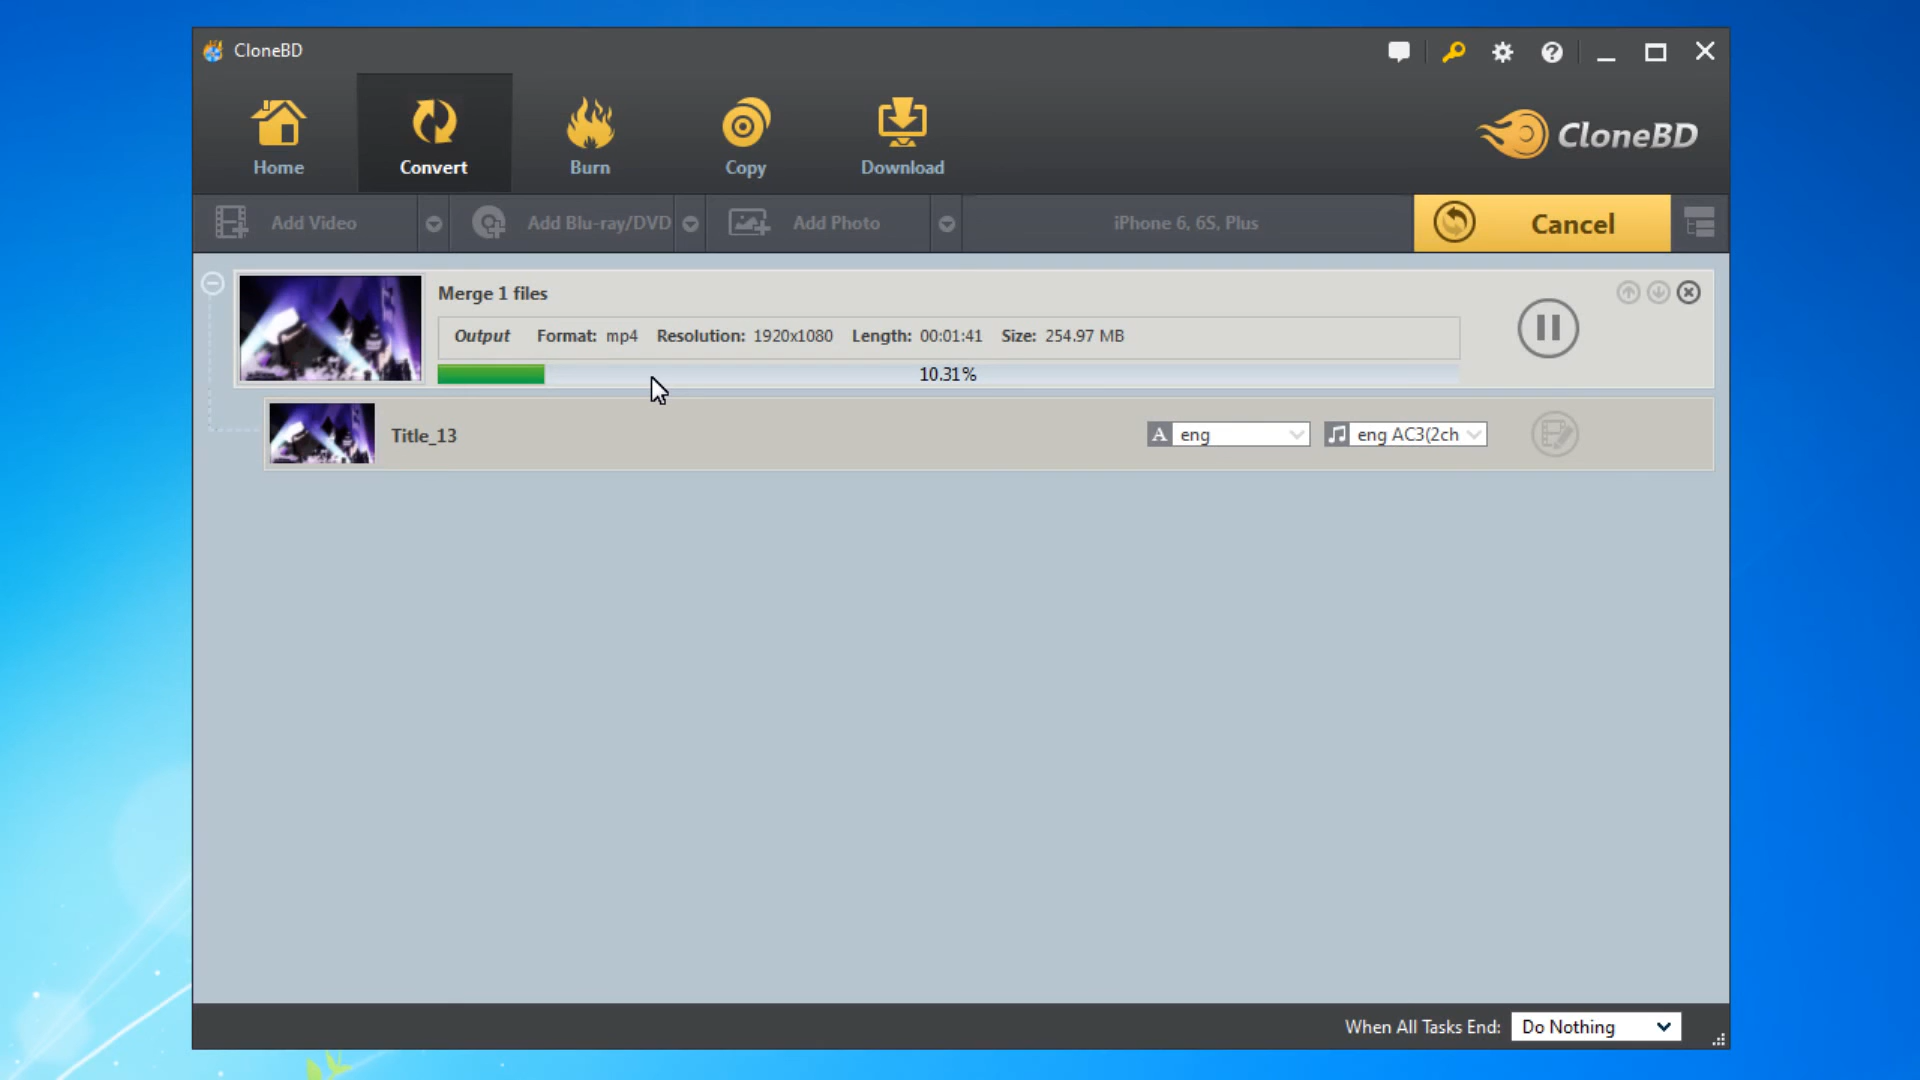 CloneBD
Home
Convert
Burn
Copy
Download
CloneBD
Add Video
Add Blu-ray/DVD
Add Photo
iPhone 6, 6S, Plus
Cancel
Merge 1 files
Output Format: mp4 Resolution: 1920x1080 Length: 00:01:41 Size: 254.97 MB
10.31%
Title_13
A eng
eng AC3(2ch
When All Tasks End: Do Nothing